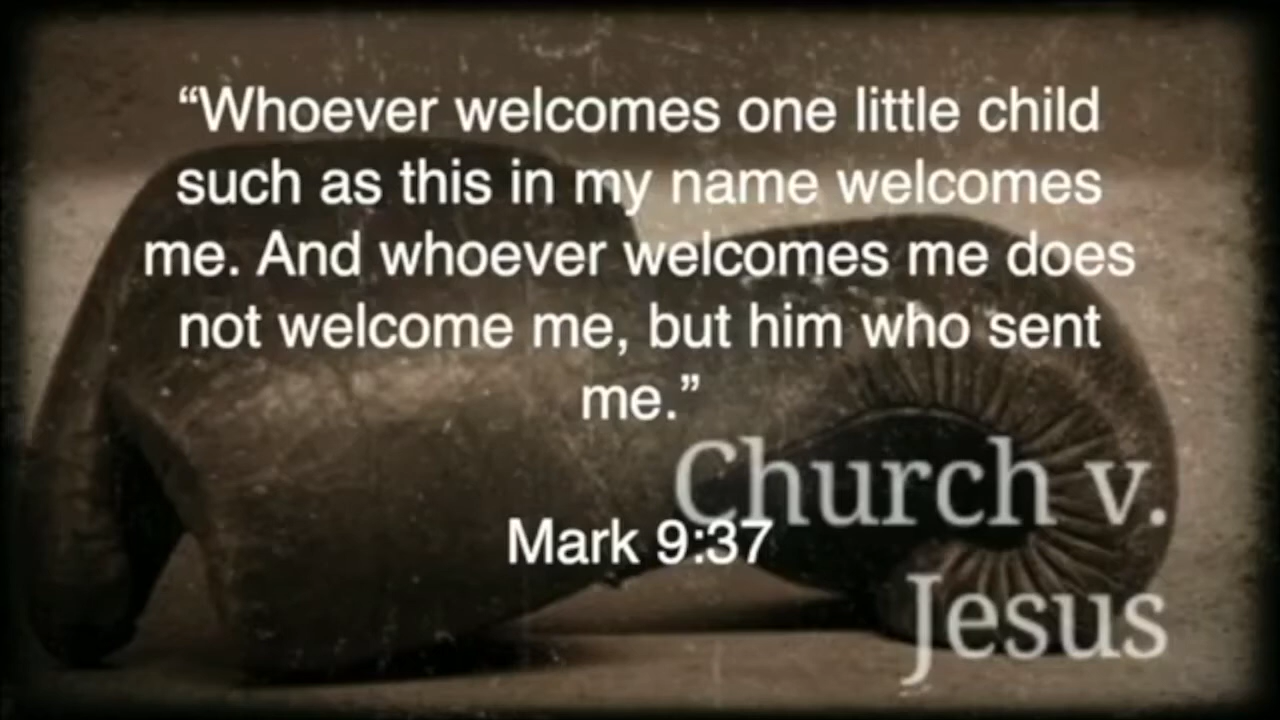 “Whoever welcomes one little child
such as this in my name welcomes
me. And whoever welcomes me does
not welcome me, but him who sent
me.”
Mark 9:37
Church v.
Jesus